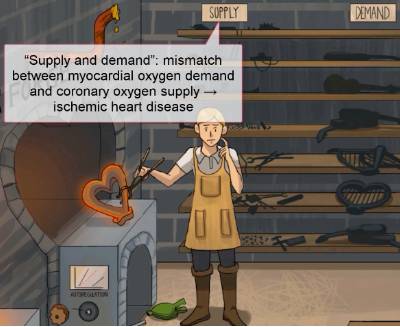 SUPPLY
DEMAND
“Supply and demand”: mismatch
between myocardial oxygen demand
and coronary oxygen supply →
ischemic heart disease
AUTOREGULATION